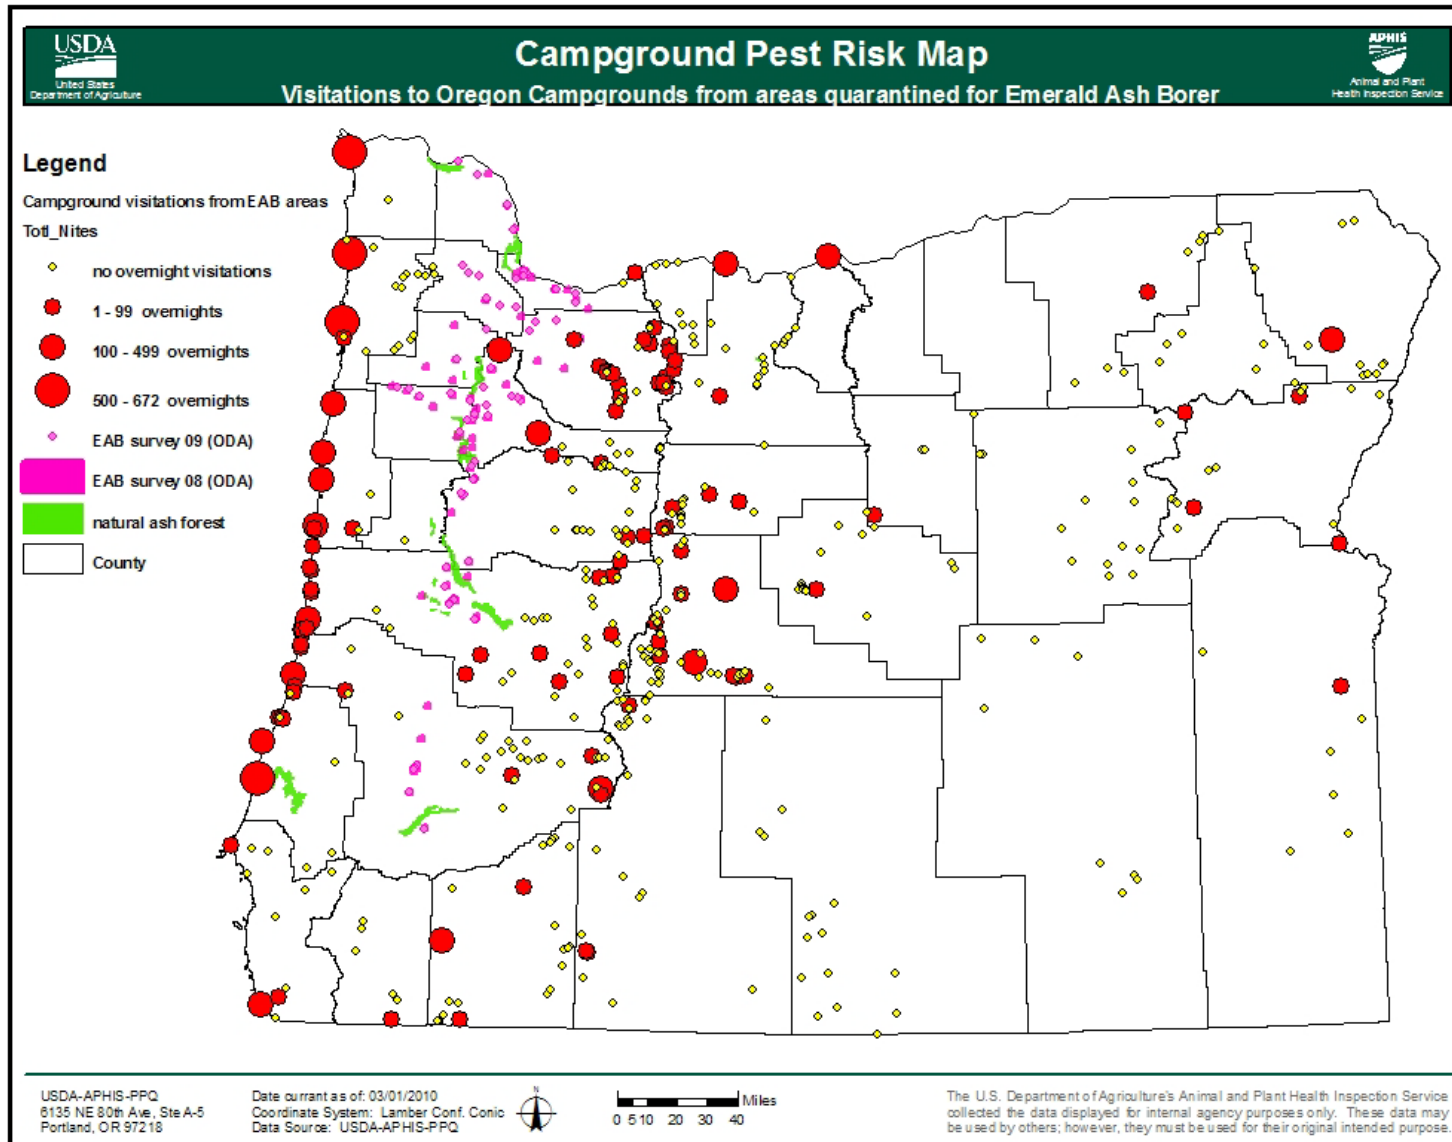 USDA
United States
Department of Agriculture
Campground Pest Risk Map
Visitations to Oregon Campgrounds from areas quarantined for Emerald Ash Borer
APHIS
Animal and Plant
Health Inspection Service
Legend
Campground visitations from EAB areas
Totl_Nites
no overnight visitations
1 - 99 overnights
100 - 499 overnights
500 - 672 overnights
EAB survey 09 (ODA)
EAB survey 08 (ODA)
natural ash forest
County
USDA-APHIS-PPQ
6135 NE 80th Ave, Ste A-5
Portland, OR 97218
Date currant as of: 03/01/2010
Coordinate System: Lamber Conf. Conic
Data Source: USDA-APHIS-PPQ
N
Miles
0 5 10 20 30 40
The U.S. Department of Agriculture's Animal and Plant Health Inspection Service
collected the data displayed for internal agency purposes only. These data may
be used by others; however, they must be used for their original intended purpose.